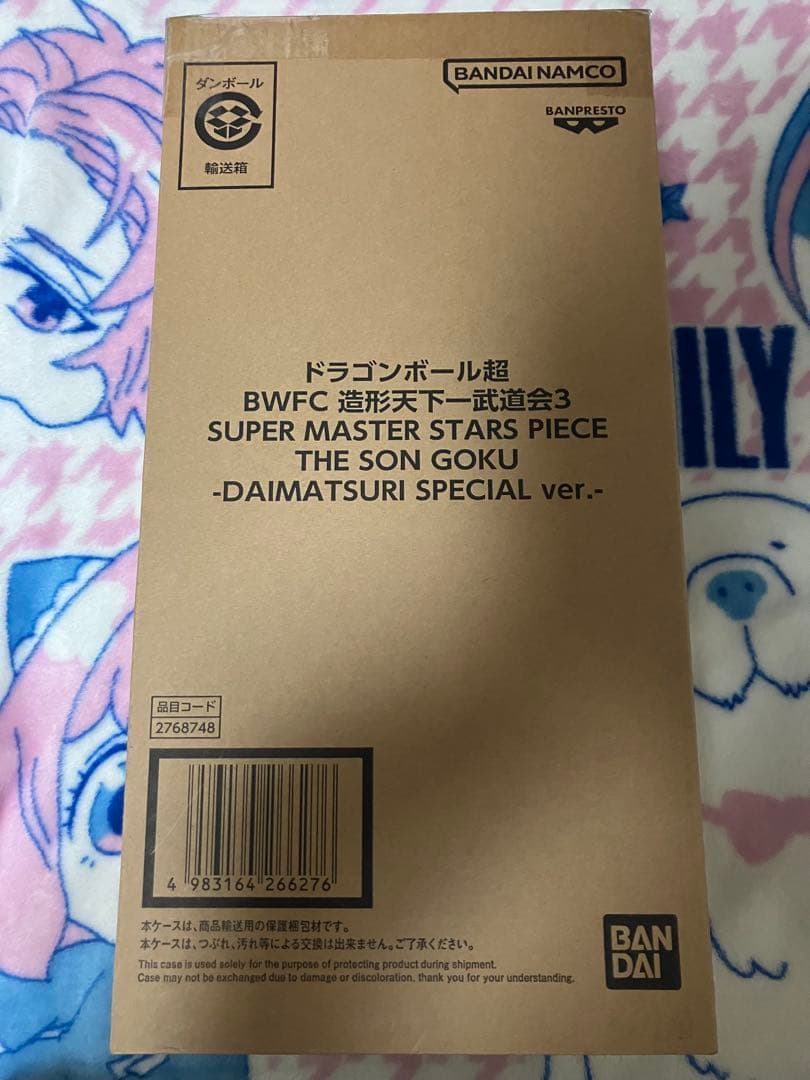 ダンボール
輸送箱
BANDAI NAMCO
BANPRESTO
ドラゴンボール超
BWFC 造形天下一武道会3
SUPER MASTER STARS PIECE
THE SON GOKU
-DAIMATSURI SPECIAL ver.-
ILY
品目コード
2768748
4 983164 266276
本ケースは、商品輸送用の保護梱包材です。
本ケースは、つぶれ、汚れ等による交換は出来ません。ご了承ください。
This case is used solely for the purpose of protecting product during shipment.
Case may not be exchanged due to damage or discoloration. thank you for your understanding.
BAN
DAI